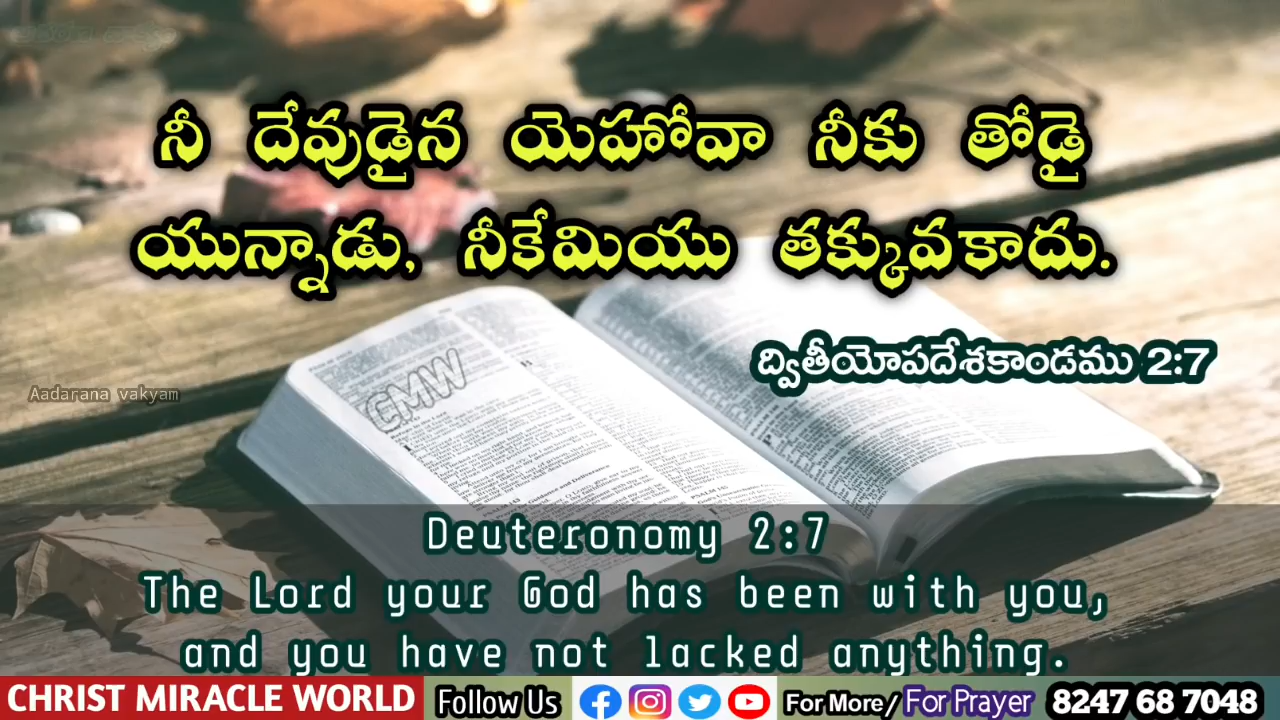 నీ దేవుడైన యెహోవా నీకు తోడై
యున్నాడు, నీకేమియు తక్కువకాదు.
ద్వితీయోపదేశకాండము 2:7
Aadarana vakyam
CMW
Deuteronomy 2:7
The Lord your God has been with you,
and you have not lacked anything.
CHRIST MIRACLE WORLD Follow Us For More/ For Prayer 8247 68 7048